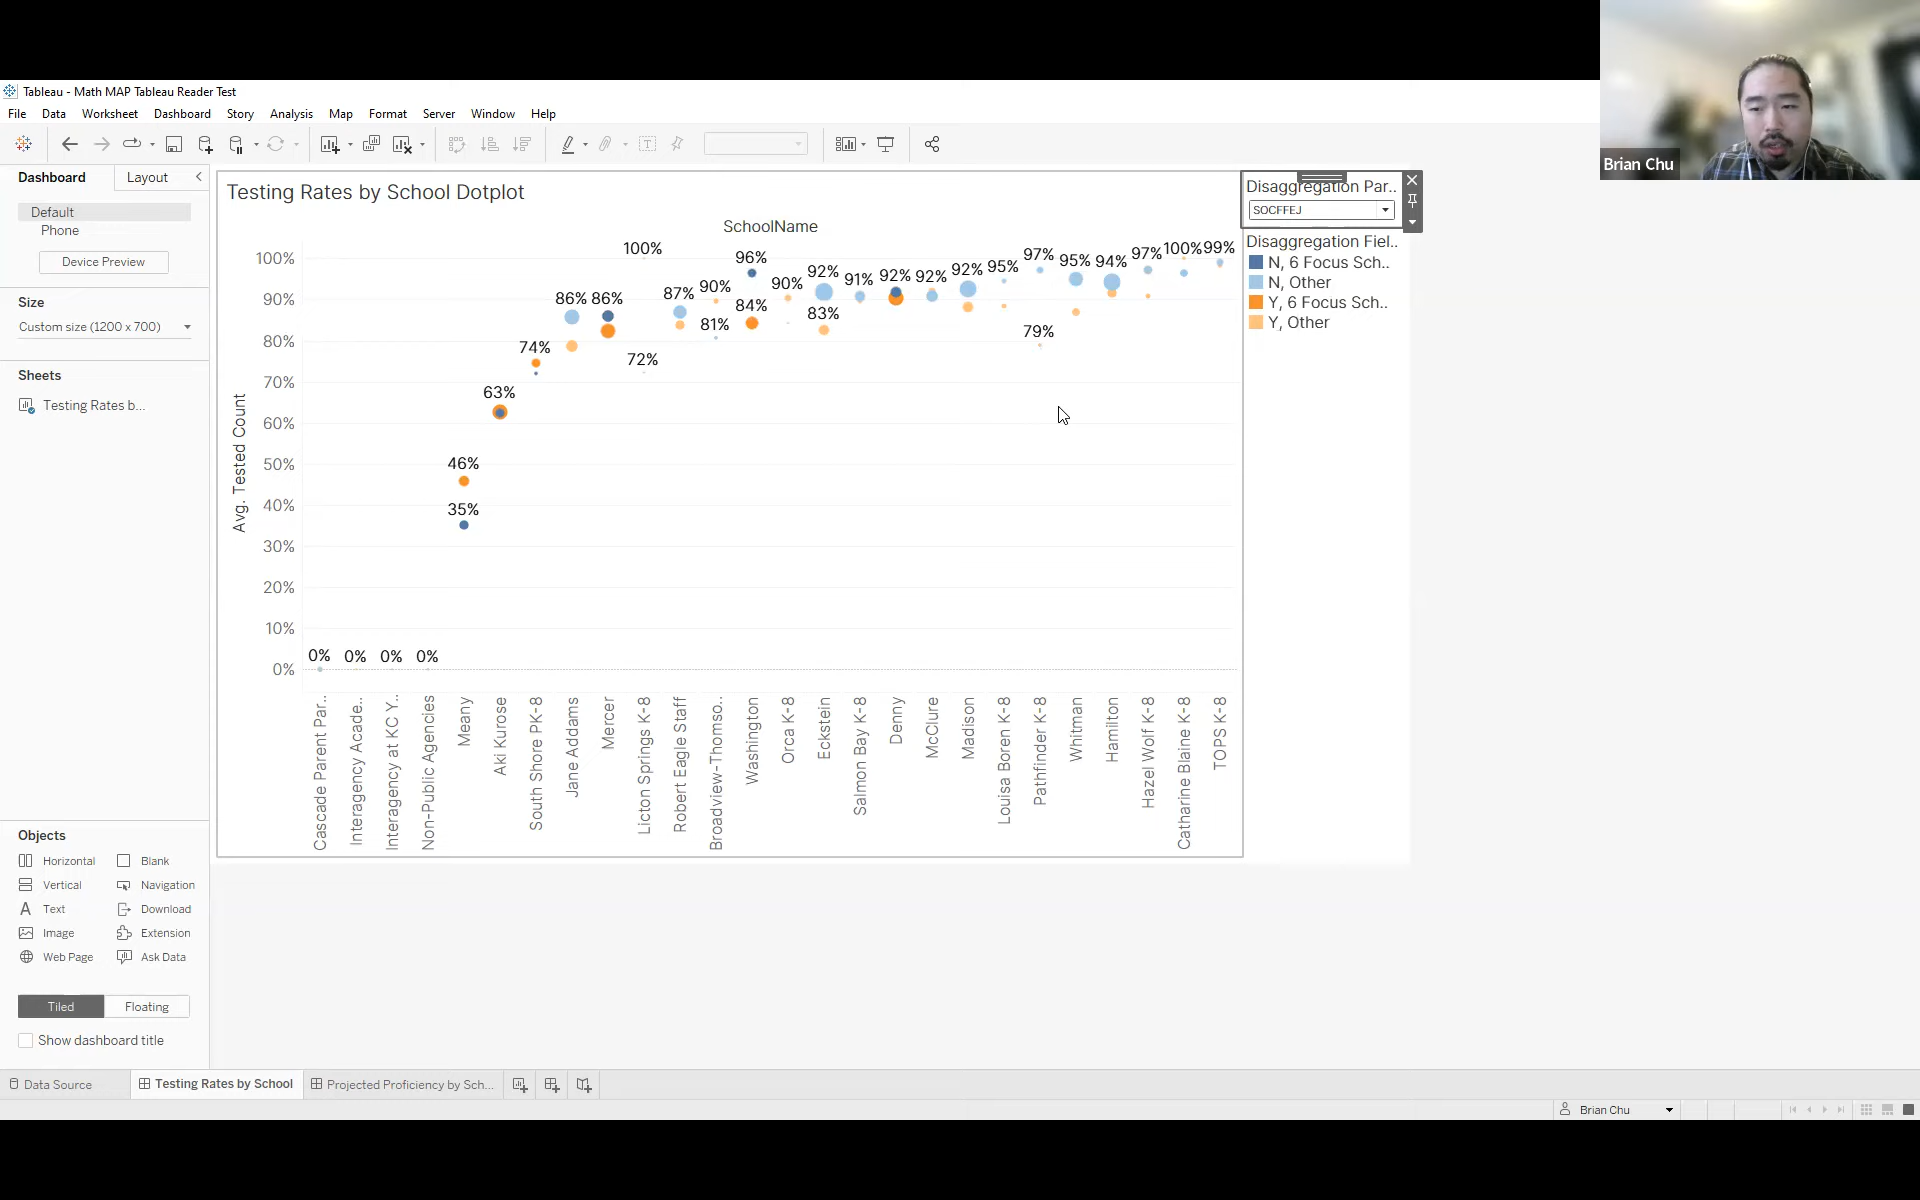 Tableau - Math MAP Tableau Reader Test
File Data Worksheet Dashboard Story Analysis Map Format Server Window Help
Brian Chu
Dashboard Layout
Default
Phone
Device Preview
Size
Custom size (1200 x 700)
Sheets
Testing Rates b...
Testing Rates by School Dotplot
SchoolName
Avg. Tested Count
100%
90%
80%
70%
60%
50%
40%
30%
20%
10%
0%
0% 0% 0% 0% 46% 35% 63% 74% 86% 86% 100% 72% 87% 90% 81% 96% 84% 90% 92% 83% 91% 92% 92% 92% 95% 97% 79% 95% 94% 97% 100% 99%
Cascade Parent Par..
Interagency Acade..
Interagency at KC Y..
Non-Public Agencies
Meany
Aki Kurose
South Shore PK-8
Jane Addams
Mercer
Licton Springs K-8
Robert Eagle Staff
Broadview-Thomso..
Washington
Orca K-8
Eckstein
Salmon Bay K-8
Denny
McClure
Madison
Louisa Boren K-8
Pathfinder K-8
Whitman
Hamilton
Hazel Wolf K-8
Catharine Blaine K-8
TOPS K-8
Disaggregation Par..
SOCFFEJ
Disaggregation Fiel..
N, 6 Focus Sch..
N, Other
Y, 6 Focus Sch..
Y, Other
Objects
Horizontal Blank
Vertical Navigation
Text Download
Image Extension
Web Page Ask Data
Tiled Floating
Show dashboard title
Data Source Testing Rates by School Projected Proficiency by Sch...
Brian Chu